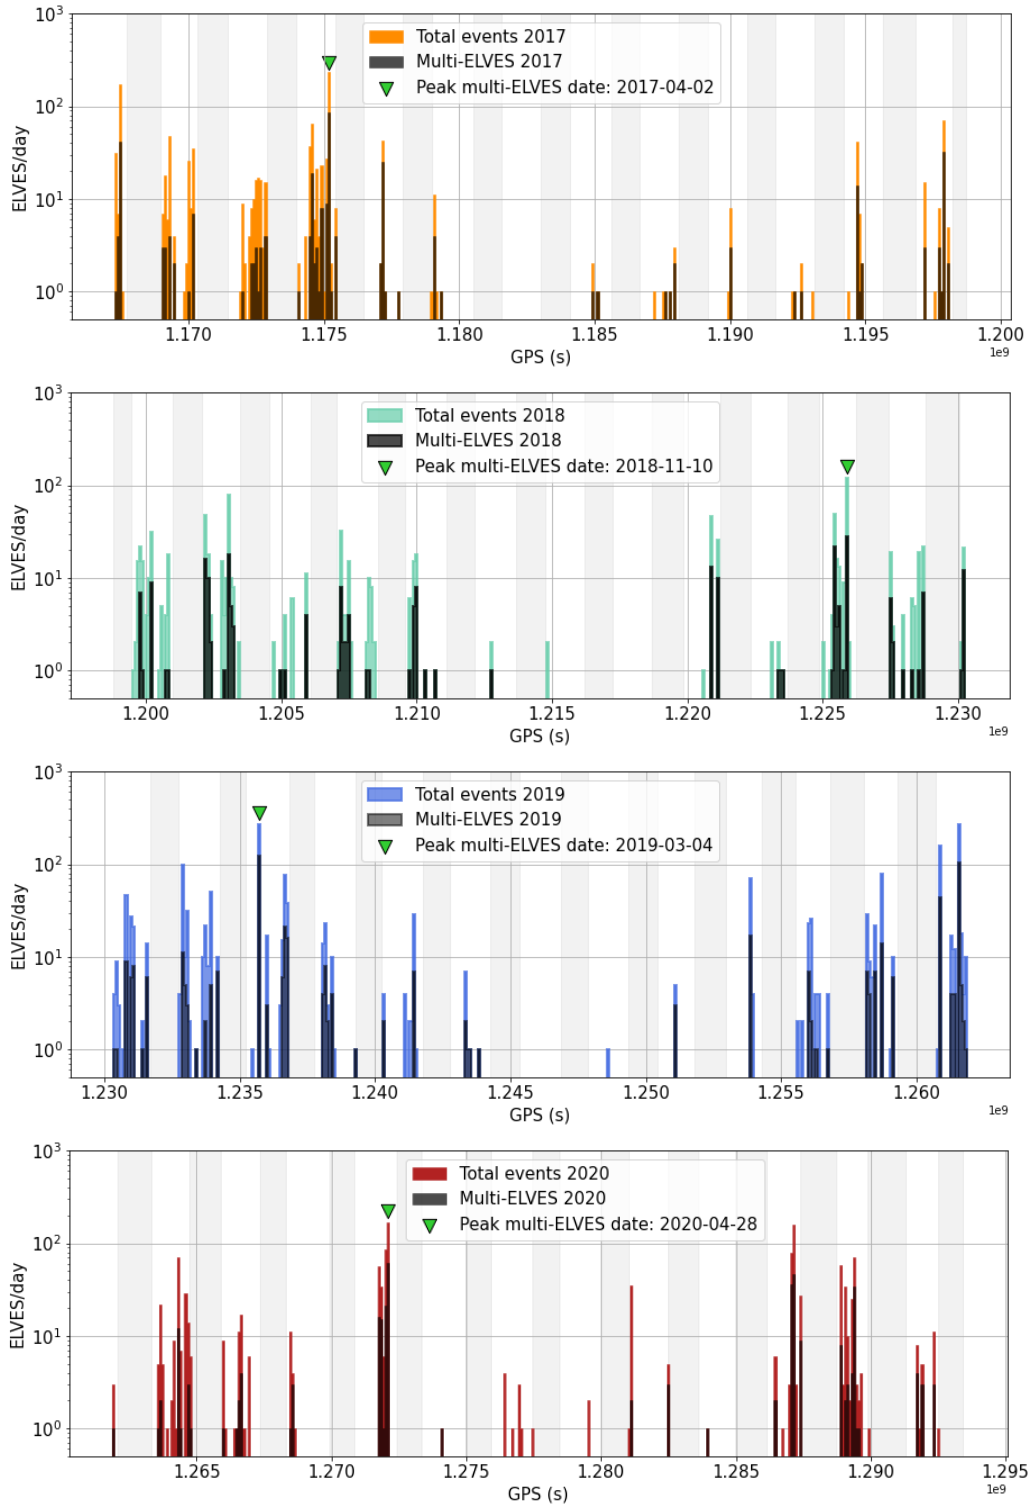 10³
Total events 2017
Multi-ELVES 2017
Peak multi-ELVES date: 2017-04-02
10²
10¹
10⁰
ELVES/day
1.170 1.175 1.180 1.185 1.190 1.195 1.200
GPS (s)
1e9
10³
Total events 2018
Multi-ELVES 2018
Peak multi-ELVES date: 2018-11-10
10²
10¹
10⁰
ELVES/day
1.200 1.205 1.210 1.215 1.220 1.225 1.230
GPS (s)
1e9
10³
Total events 2019
Multi-ELVES 2019
Peak multi-ELVES date: 2019-03-04
10²
10¹
10⁰
ELVES/day
1.230 1.235 1.240 1.245 1.250 1.255 1.260
GPS (s)
1e9
10³
Total events 2020
Multi-ELVES 2020
Peak multi-ELVES date: 2020-04-28
10²
10¹
10⁰
ELVES/day
1.265 1.270 1.275 1.280 1.285 1.290 1.295
GPS (s)
1e9